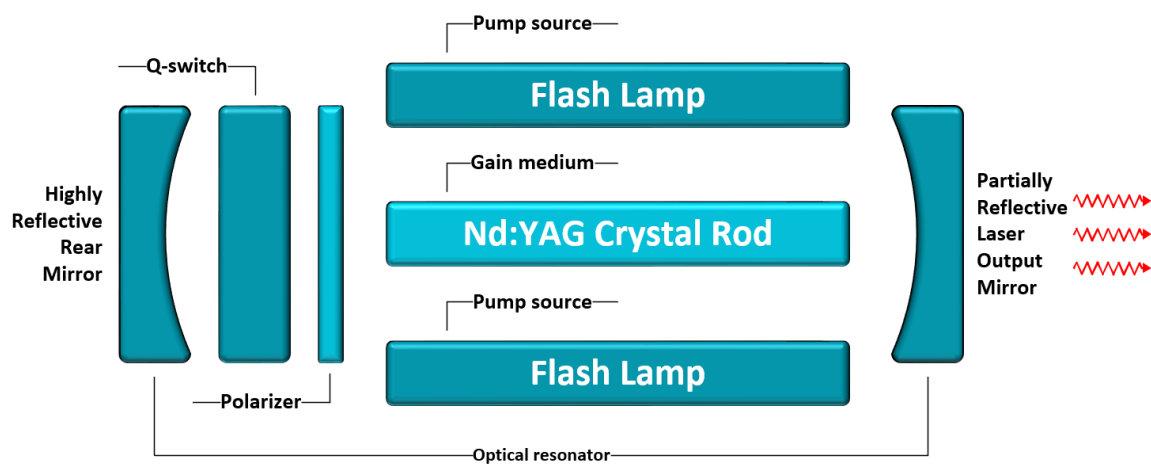 Pump source
Q-switch
Flash Lamp
Gain medium
Highly
Reflective
Rear
Mirror
Nd:YAG Crystal Rod
Partially
Reflective
Laser
Output
Mirror
Pump source
Flash Lamp
Polarizer
Optical resonator